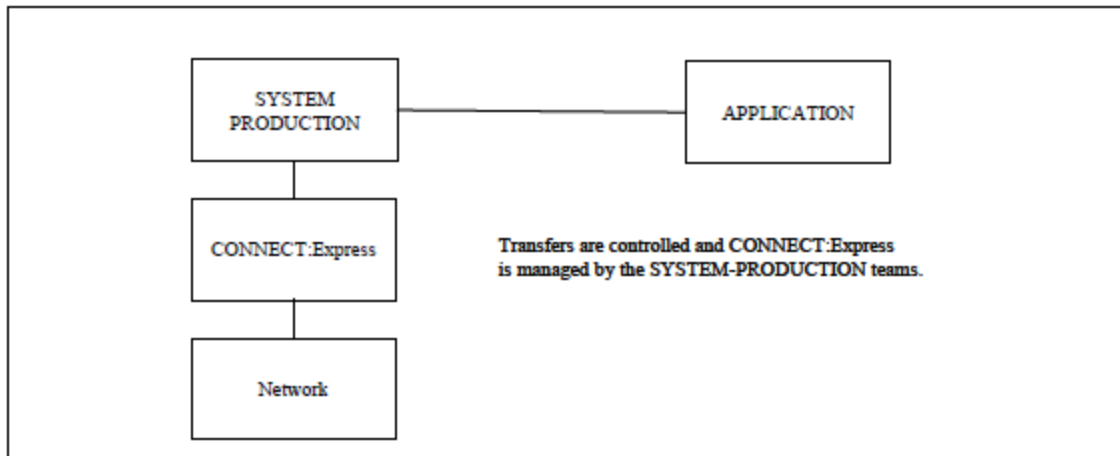 SYSTEM
PRODUCTION
APPLICATION
CONNECT:Express
Transfers are controlled and CONNECT:Express
is managed by the SYSTEM-PRODUCTION teams.
Network